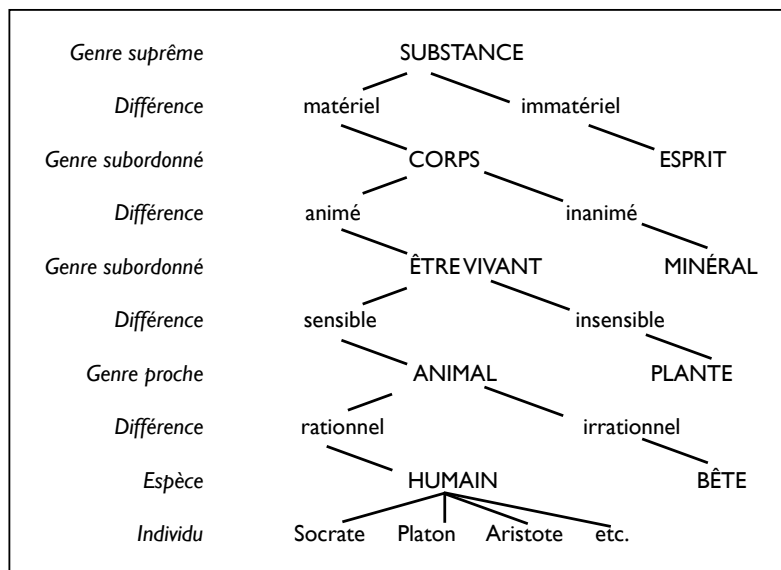 Genre suprême SUBSTANCE
Différence matériel immatériel
Genre subordonné CORPS ESPRIT
Différence animé inanimé
Genre subordonné ÊTRE VIVANT MINÉRAL
Différence sensible insensible
Genre proche ANIMAL PLANTE
Différence rationnel irrationnel
Espèce HUMAIN BÊTE
Individu Socrate Platon Aristote etc.